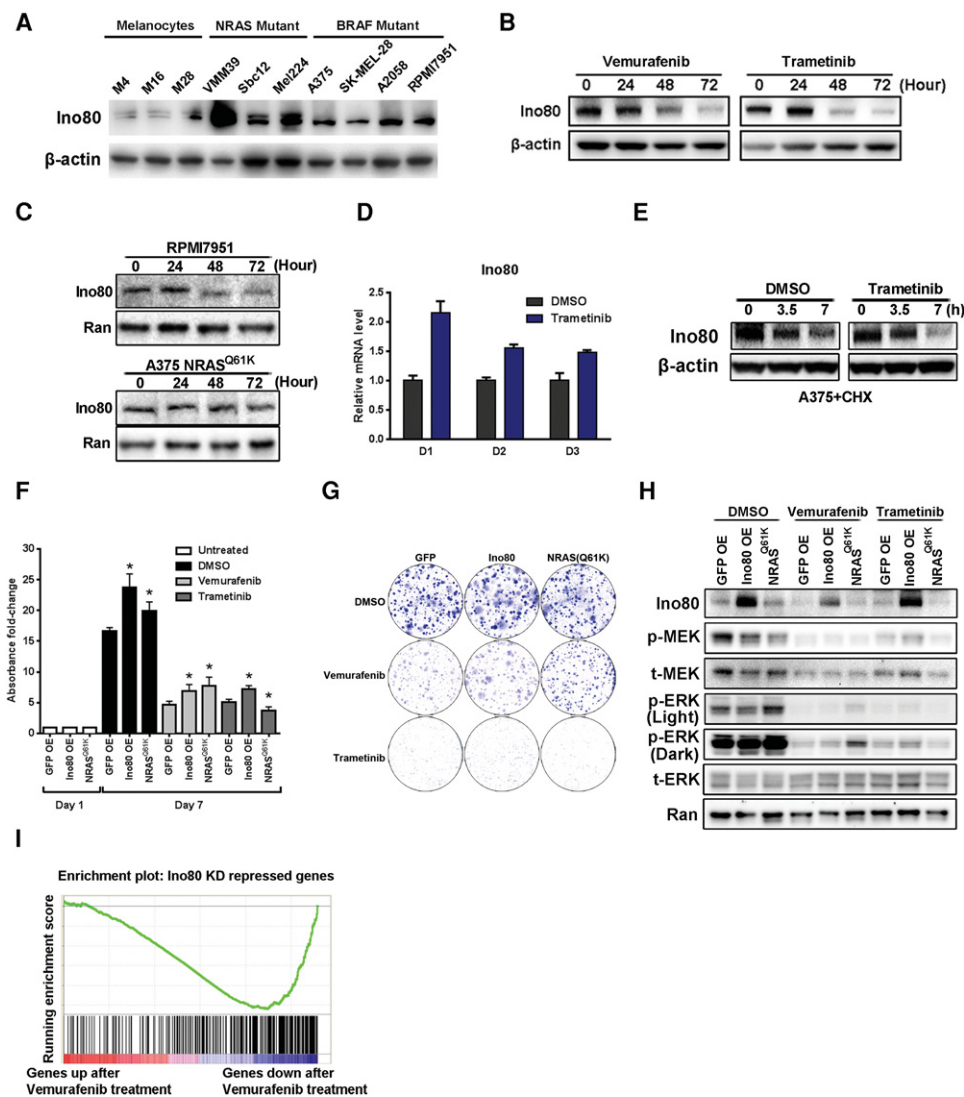 A
Melanocytes NRAS Mutant BRAF Mutant
M4 M16 M28 VMM39 Sbc12 Mel224 A375 SK-MEL-28 A2058 RPMI7951
Ino80
β-actin
B
Vemurafenib Trametinib
0 24 48 72 0 24 48 72 (Hour)
Ino80
β-actin
C
RPMI7951
0 24 48 72 (Hour)
Ino80
Ran
A375 NRASQ61K
0 24 48 72 (Hour)
Ino80
Ran
D
Ino80
Relative mRNA level
2.5
2.0
1.5
1.0
0.5
0.0
DMSO
Trametinib
D1 D2 D3
E
DMSO Trametinib
0 3.5 7 0 3.5 7 (h)
Ino80
β-actin
A375+CHX
F
Absorbance fold-change
30
25
20
15
10
5
0
Untreated
DMSO
Vemurafenib
Trametinib
* * * * * *
GFP OE Ino80 OE NRASQ61K GFP OE Ino80 OE NRASQ61K GFP OE Ino80 OE NRASQ61K GFP OE Ino80 OE NRASQ61K
Day 1 Day 7
G
GFP Ino80 NRAS(Q61K)
DMSO
Vemurafenib
Trametinib
H
DMSO Vemurafenib Trametinib
GFP OE Ino80 OE NRASQ61K GFP OE Ino80 OE NRASQ61K GFP OE Ino80 OE NRASQ61K
Ino80
p-MEK
t-MEK
p-ERK
(Light)
p-ERK
(Dark)
t-ERK
Ran
I
Enrichment plot: Ino80 KD repressed genes
Running enrichment score
Genes up after Genes down after
Vemurafenib treatment Vemurafenib treatment